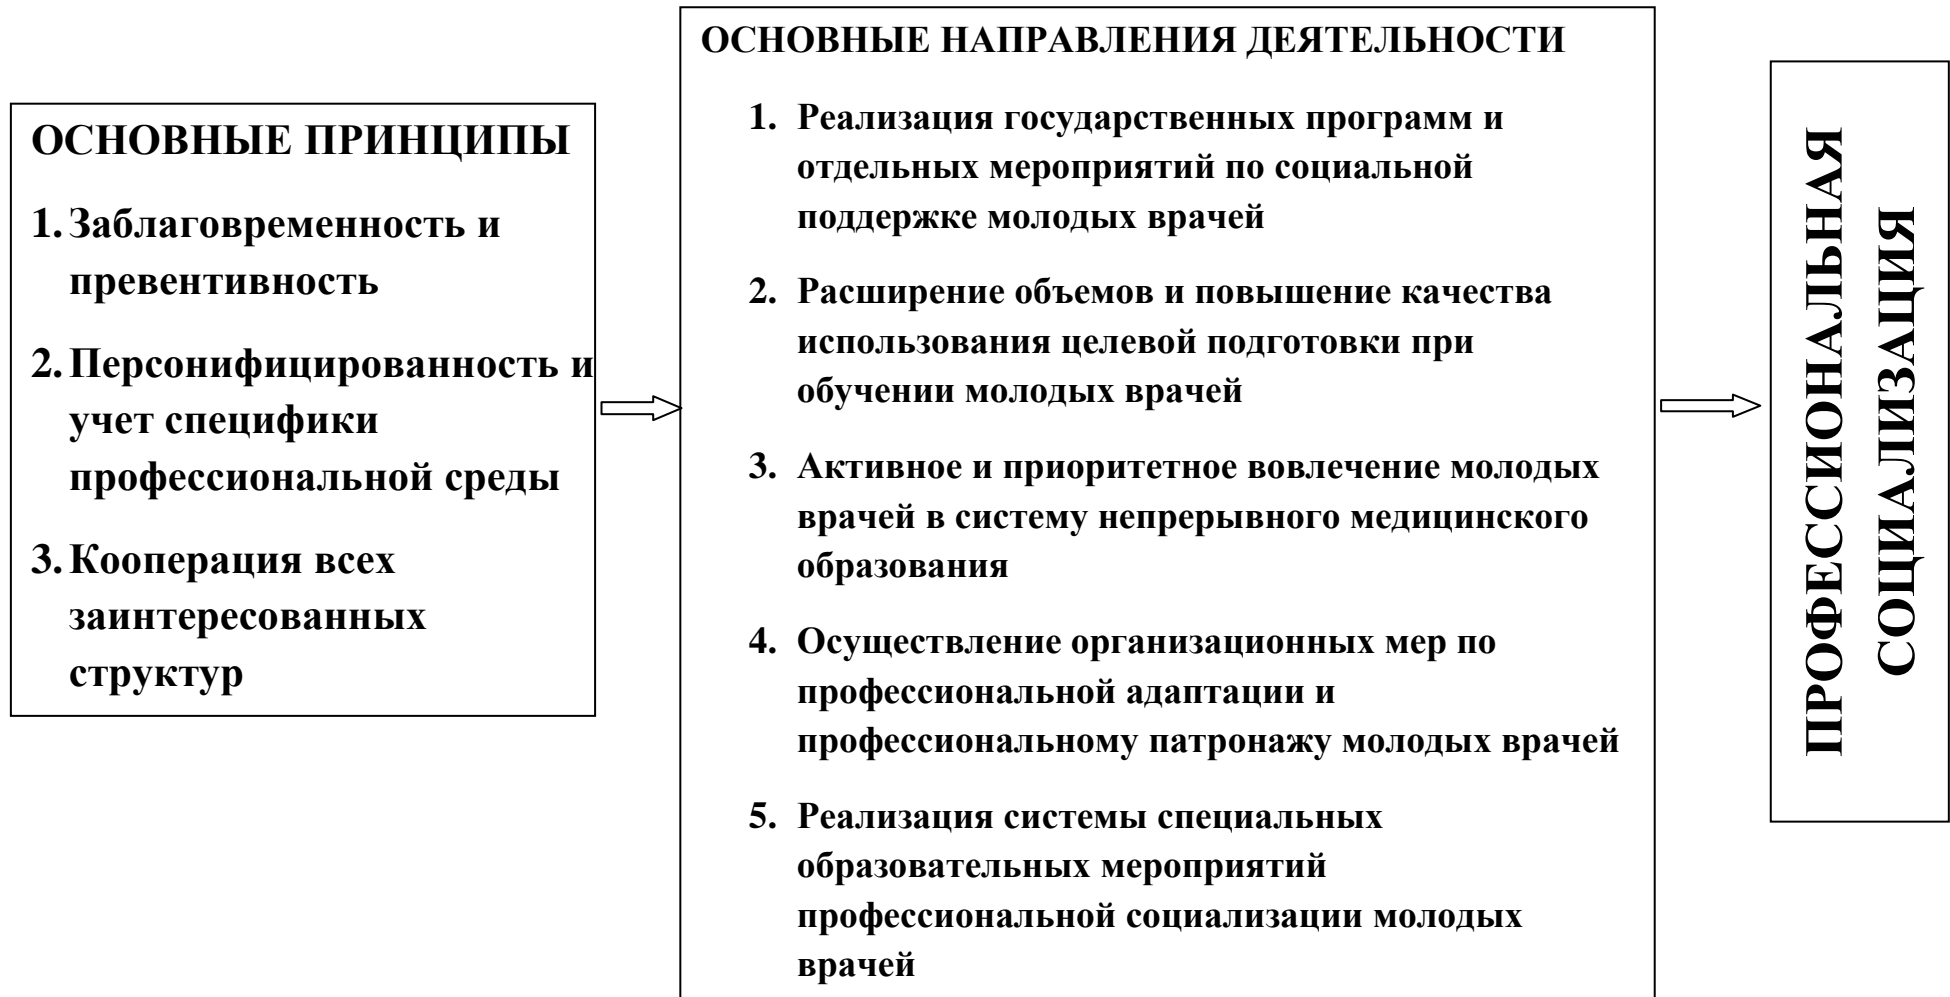 ОСНОВНЫЕ ПРИНЦИПЫ
1. Заблаговременность и
превентивность
2. Персонифицированность и
учет специфики
профессиональной среды
3. Кооперация всех
заинтересованных
структур
ОСНОВНЫЕ НАПРАВЛЕНИЯ ДЕЯТЕЛЬНОСТИ
1. Реализация государственных программ и
отдельных мероприятий по социальной
поддержке молодых врачей
2. Расширение объемов и повышение качества
использования целевой подготовки при
обучении молодых врачей
3. Активное и приоритетное вовлечение молодых
врачей в систему непрерывного медицинского
образования
4. Осуществление организационных мер по
профессиональной адаптации и
профессиональному патронажу молодых врачей
5. Реализация системы специальных
образовательных мероприятий
профессиональной социализации молодых
врачей
ПРОФЕССИОНАЛЬНАЯ
СОЦИАЛИЗАЦИЯ